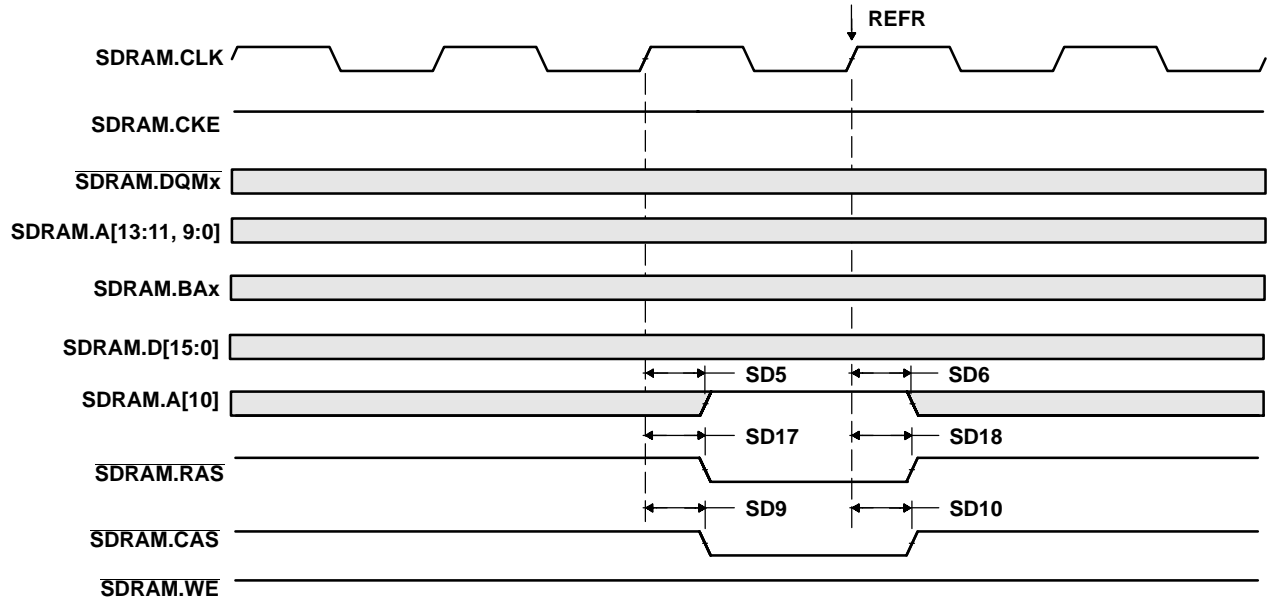 REFR
SDRAM.CLK
SDRAM.CKE
SDRAM.DQMx
SDRAM.A[13:11, 9:0]
SDRAM.BAx
SDRAM.D[15:0]
SD5 SD6
SDRAM.A[10]
SD17 SD18
SDRAM.RAS
SD9 SD10
SDRAM.CAS
SDRAM.WE